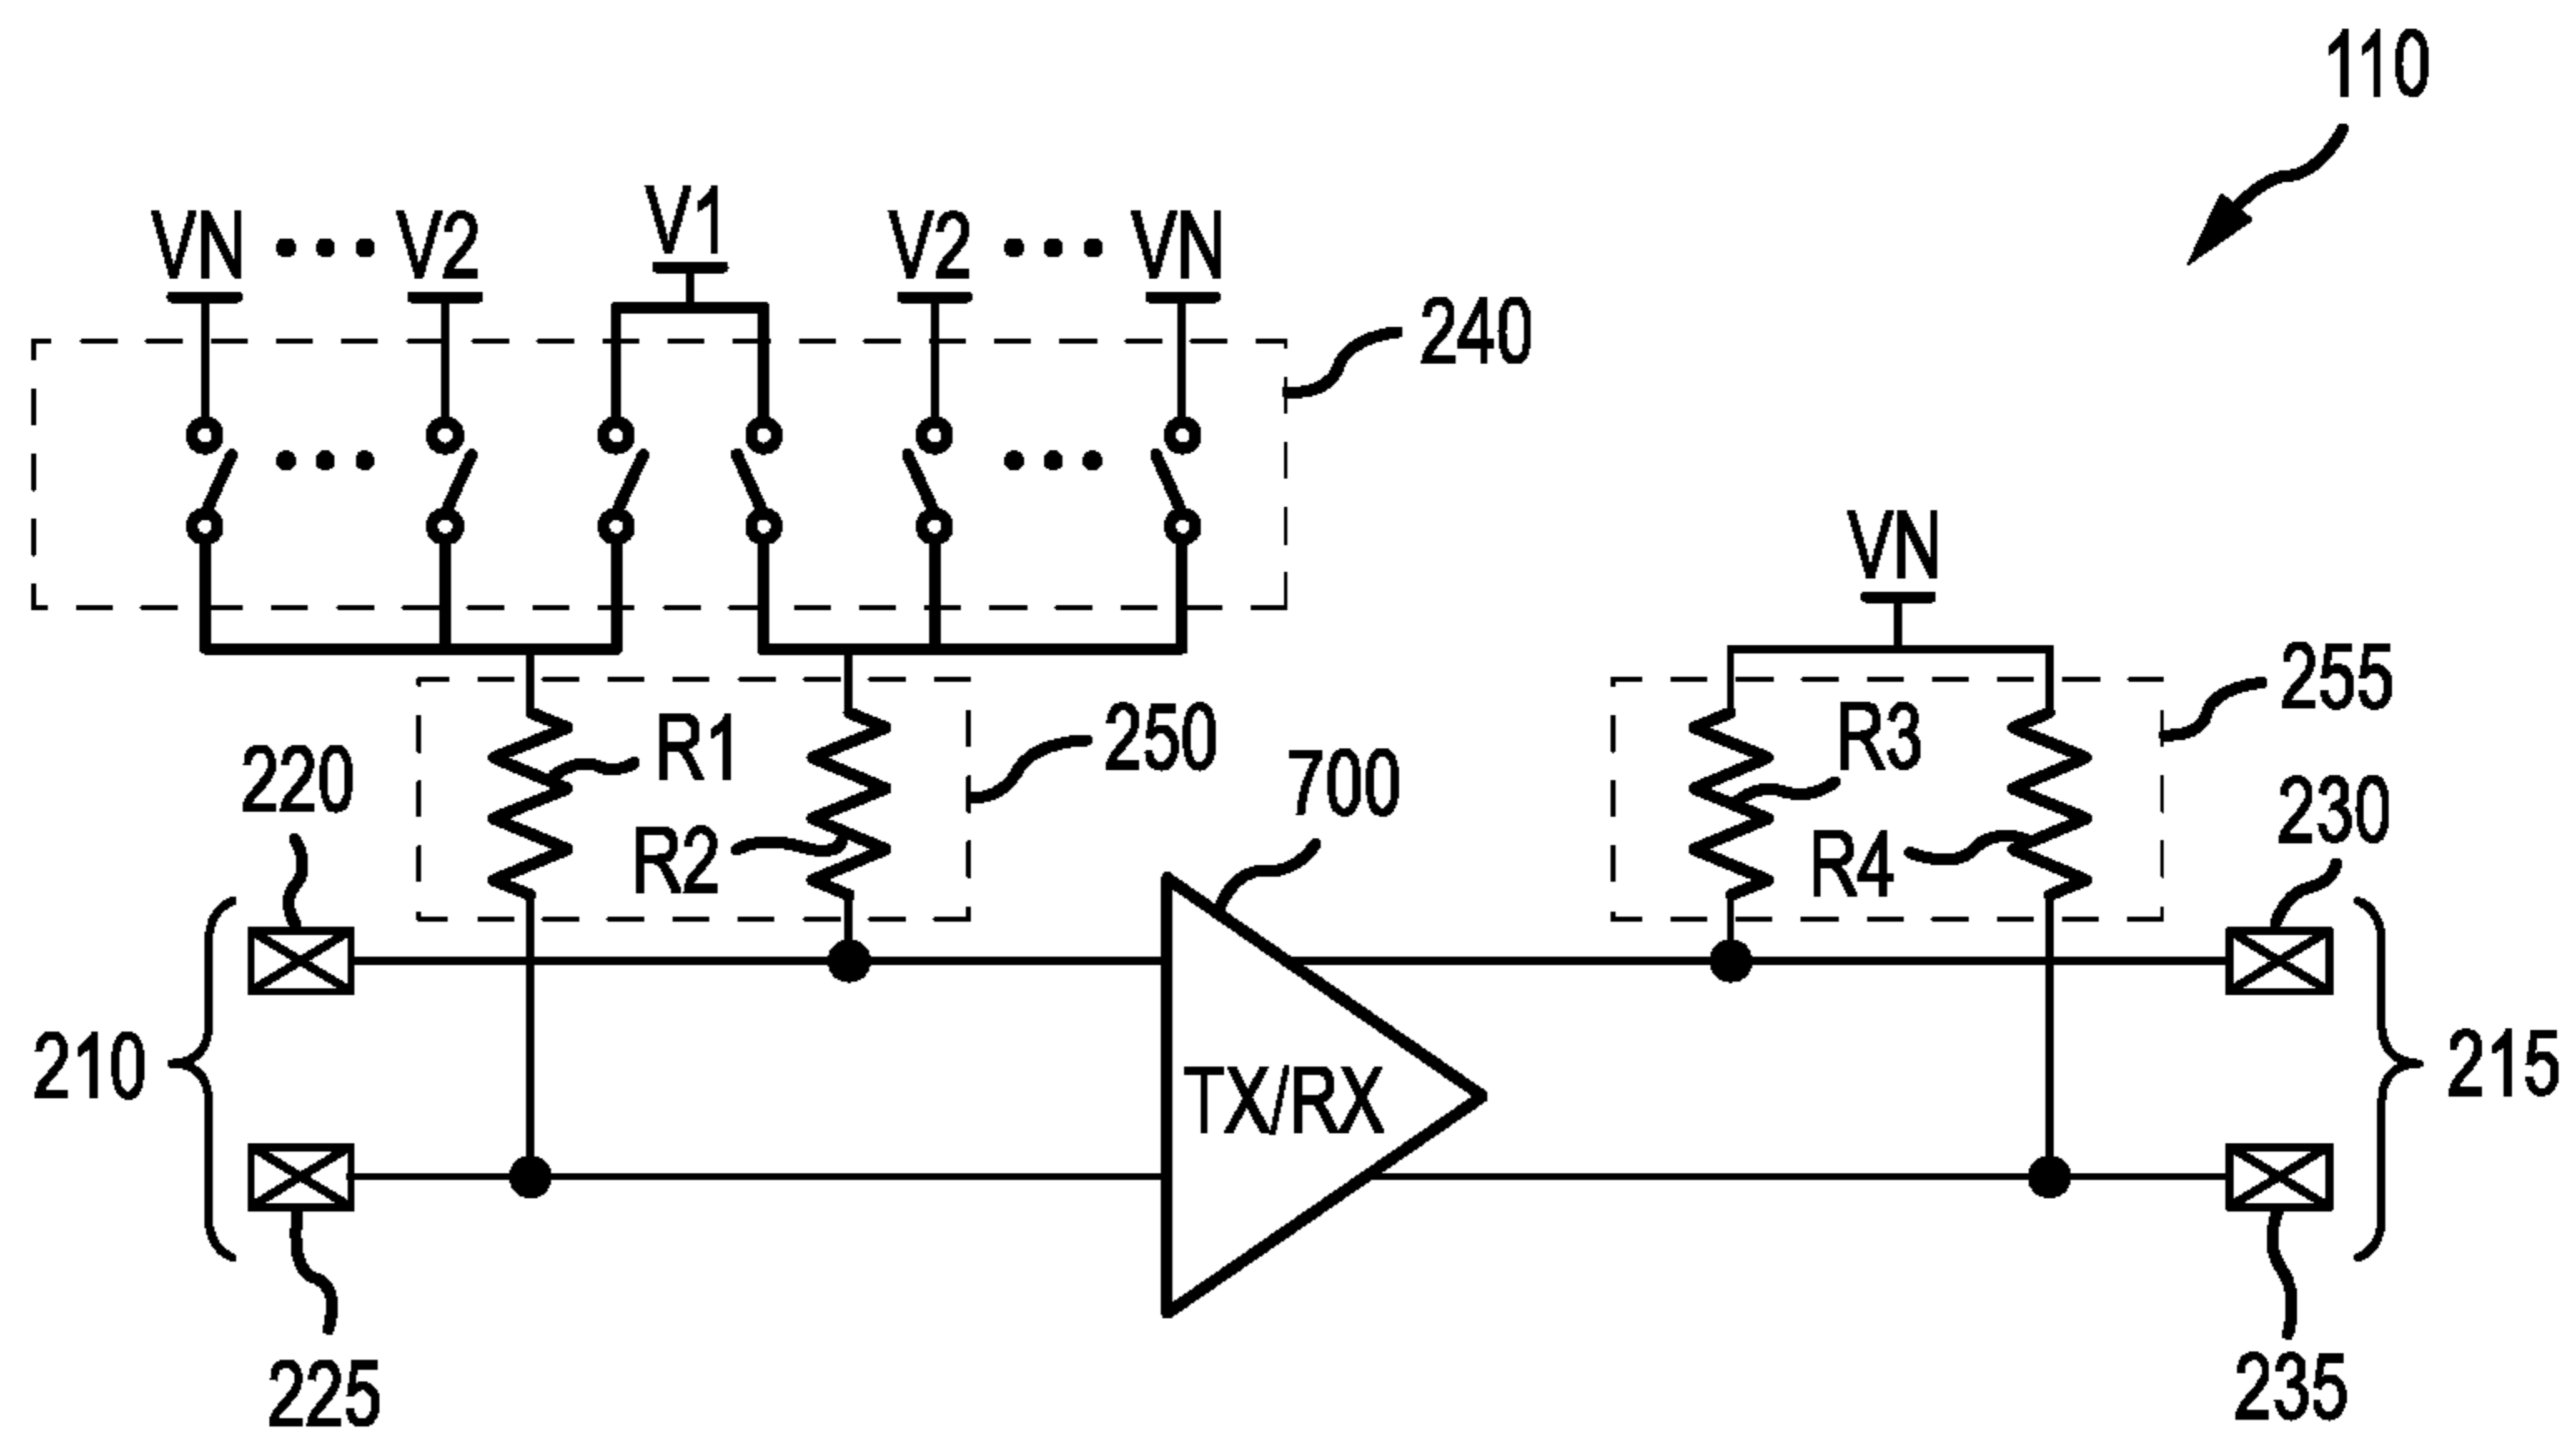 110
VN ••• V2 V1 V2 ••• VN
240
•••  •••
VN
255
R1 250 R3
220 700 230
R2 R4
210 TX/RX 215
225 235